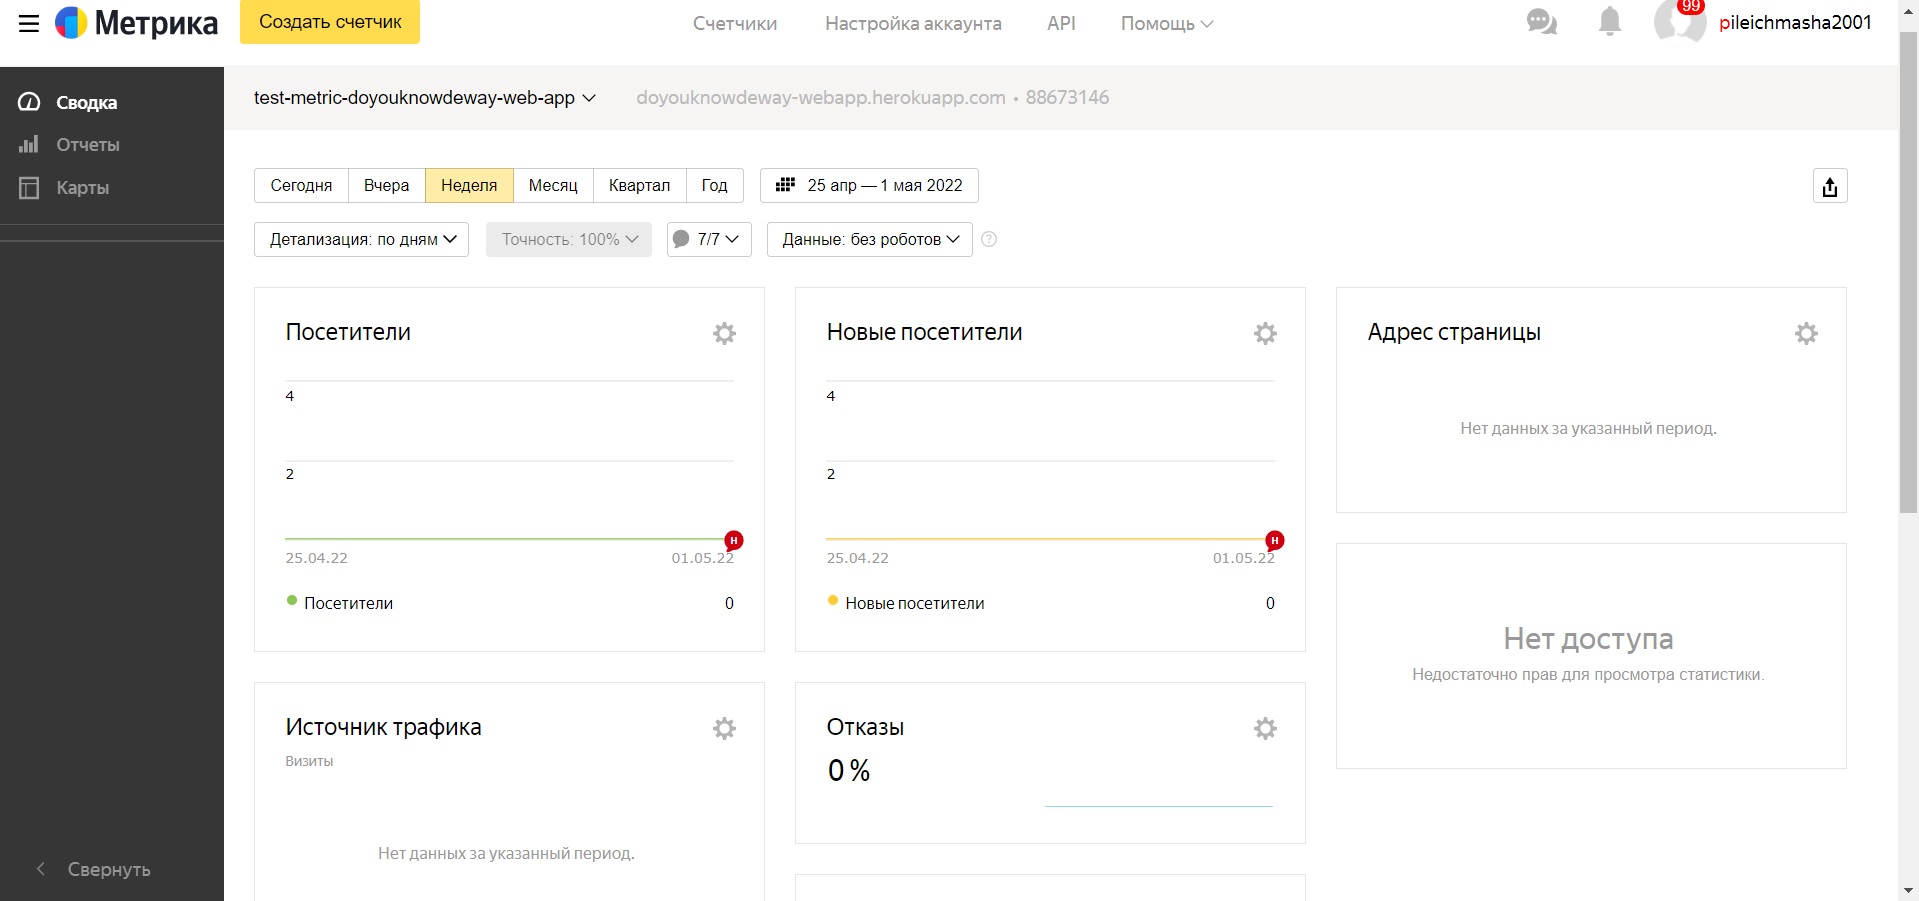 Метрика
Создать счетчик
Счетчики
Настройка аккаунта
API
Помощь
99
pileichmasha2001
Сводка
Отчеты
Карты
test-metric-doyouknowdeway-web-app
doyouknowdeway-webapp.herokuapp.com • 88673146
Сегодня
Вчера
Неделя
Месяц
Квартал
Год
25 апр — 1 мая 2022
Детализация: по дням
Точность: 100%
7/7
Данные: без роботов
?
Посетители
4
2
Н
25.04.22
01.05.22
Посетители
0
Новые посетители
4
2
Н
25.04.22
01.05.22
Новые посетители
0
Адрес страницы
Нет данных за указанный период.
Нет доступа
Недостаточно прав для просмотра статистики.
Источник трафика
Визиты
Нет данных за указанный период.
Отказы
0 %
Свернуть